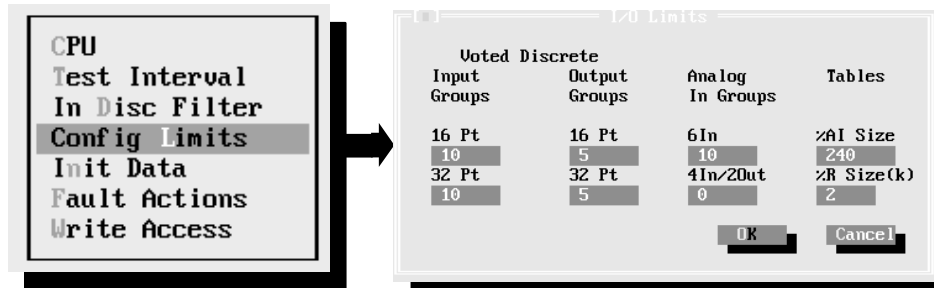 CPU
Test Interval
In Disc Filter
Config Limits
Init Data
Fault Actions
Write Access
I/O Limits
Voted Discrete
Input Output Analog Tables
Groups Groups In Groups
16 Pt 16 Pt 6In %AI Size
10 5 10 240
32 Pt 32 Pt 4In/2Out %R Size(k)
10 5 0 2
OK Cancel